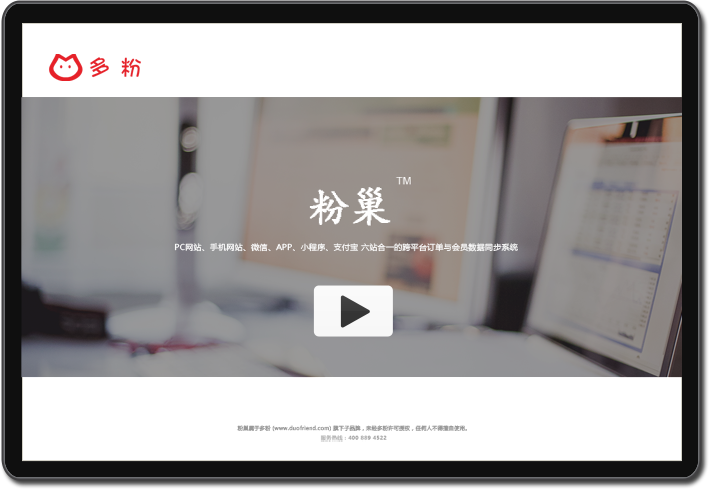 多 粉
粉巢 TM
PC网站、手机网站、微信、APP、小程序、支付宝 六站合一的跨平台订单与会员数据同步系统
粉巢属于多粉 (www.duofriend.com) 旗下子品牌，未经多粉许可授权，任何人不得擅自使用。
服务热线：400 889 4522